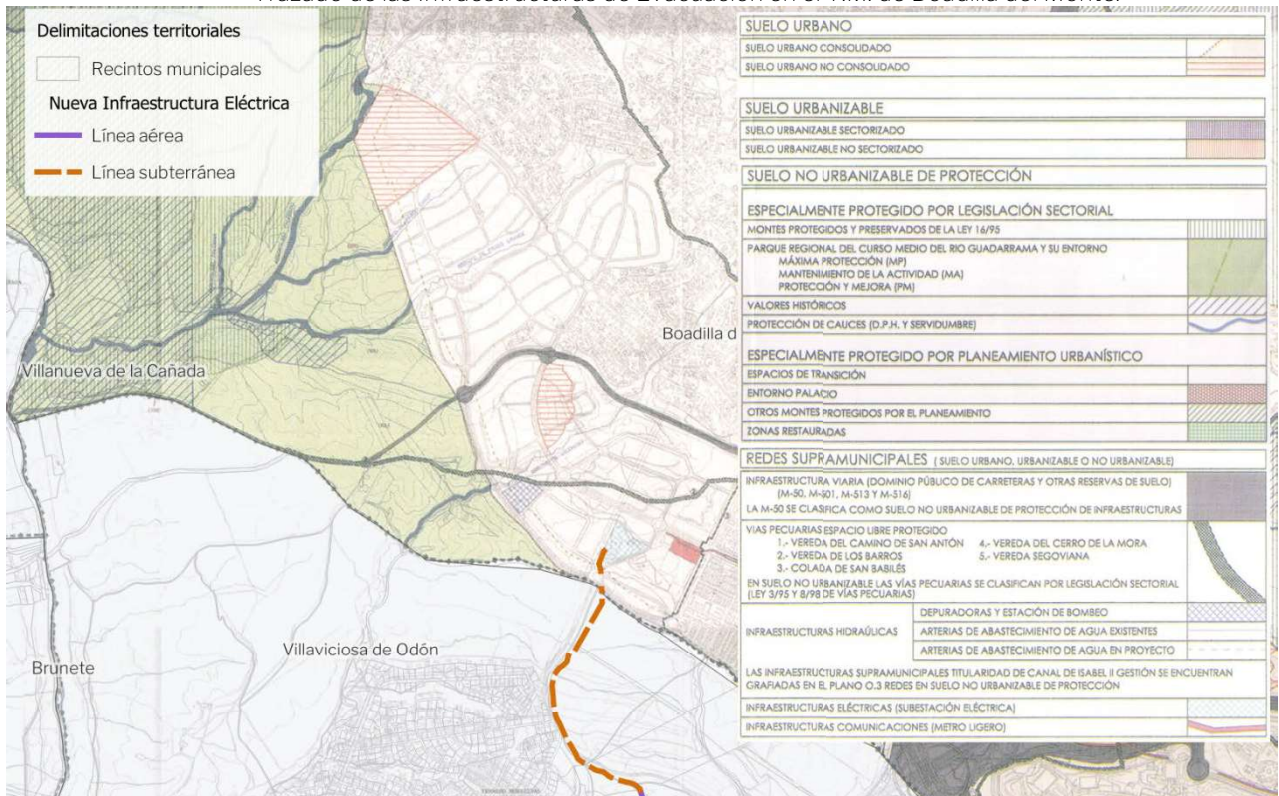 Trazado de las Infraestructuras de Evacuación en el T.M. de Boadilla del Monte.
Delimitaciones territoriales
Recintos municipales
Nueva Infraestructura Eléctrica
Línea aérea
Línea subterránea
Villanueva de la Cañada
Boadilla d
Villaviciosa de Odón
Brunete
SUELO URBANO
SUELO URBANO CONSOLIDADO
SUELO URBANO NO CONSOLIDADO
SUELO URBANIZABLE
SUELO URBANIZABLE SECTORIZADO
SUELO URBANIZABLE NO SECTORIZADO
SUELO NO URBANIZABLE DE PROTECCIÓN
ESPECIALMENTE PROTEGIDO POR LEGISLACIÓN SECTORIAL
MONTES PROTEGIDOS Y PRESERVADOS DE LA LEY 16/95
PARQUE REGIONAL DEL CURSO MEDIO DEL RIO GUADARRAMA Y SU ENTORNO
MÁXIMA PROTECCIÓN (MP)
MANTENIMIENTO DE LA ACTIVIDAD (MA)
PROTECCIÓN Y MEJORA (PM)
VALORES HISTÓRICOS
PROTECCIÓN DE CAUCES (D.P.H. Y SERVIDUMBRE)
ESPECIALMENTE PROTEGIDO POR PLANEAMIENTO URBANÍSTICO
ESPACIOS DE TRANSICIÓN
ENTORNO PALACIO
OTROS MONTES PROTEGIDOS POR EL PLANEAMIENTO
ZONAS RESTAURADAS
REDES SUPRAMUNICIPALES ( SUELO URBANO, URBANIZABLE O NO URBANIZABLE)
INFRAESTRUCTURA VIARIA (DOMINIO PÚBLICO DE CARRETERAS Y OTRAS RESERVAS DE SUELO)
(M-50, M-501, M-513 Y M-516)
LA M-50 SE CLASIFICA COMO SUELO NO URBANIZABLE DE PROTECCIÓN DE INFRAESTRUCTURAS
VIAS PECUARIAS ESPACIO LIBRE PROTEGIDO
1.- VEREDA DEL CAMINO DE SAN ANTÓN 4.- VEREDA DEL CERRO DE LA MORA
2.- VEREDA DE LOS BARROS 5.- VEREDA SEGOVIANA
3.- COLADA DE SAN BABILÉS
EN SUELO NO URBANIZABLE LAS VÍAS PECUARIAS SE CLASIFICAN POR LEGISLACIÓN SECTORIAL
(LEY 3/95 Y 8/98 DE VÍAS PECUARIAS)
INFRAESTRUCTURAS HIDRAÚLICAS
DEPURADORAS Y ESTACIÓN DE BOMBEO
ARTERIAS DE ABASTECIMIENTO DE AGUA EXISTENTES
ARTERIAS DE ABASTECIMIENTO DE AGUA EN PROYECTO
LAS INFRAESTRUCTURAS SUPRAMUNICIPALES TITULARIDAD DE CANAL DE ISABEL II GESTIÓN SE ENCUENTRAN
GRAFIADAS EN EL PLANO O.3 REDES EN SUELO NO URBANIZABLE DE PROTECCIÓN
INFRAESTRUCTURAS ELÉCTRICAS (SUBESTACIÓN ELÉCTRICA)
INFRAESTRUCTURAS COMUNICACIONES (METRO LIGERO)